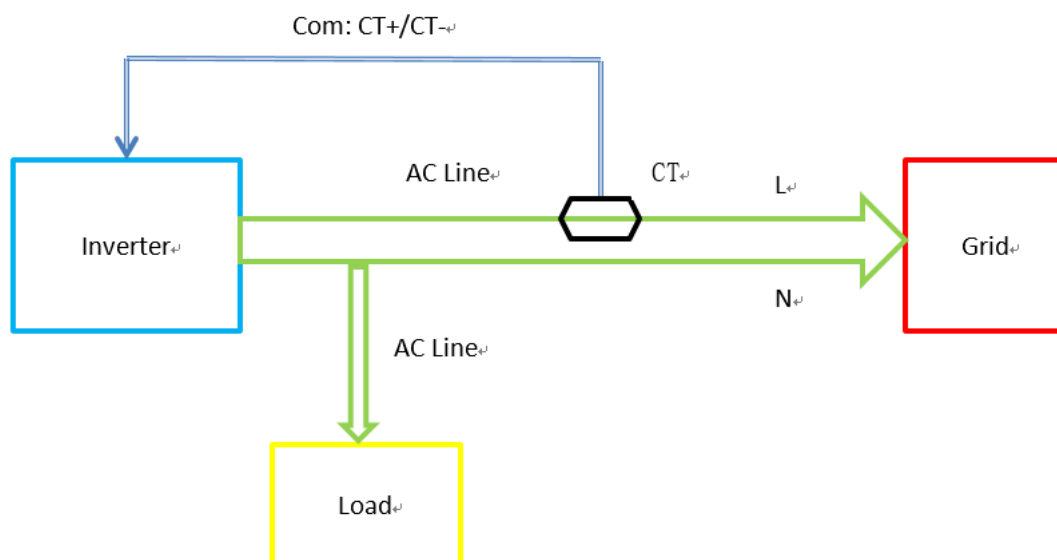 Com: CT+/CT-
AC Line
CT
L
Inverter
Grid
N
AC Line
Load